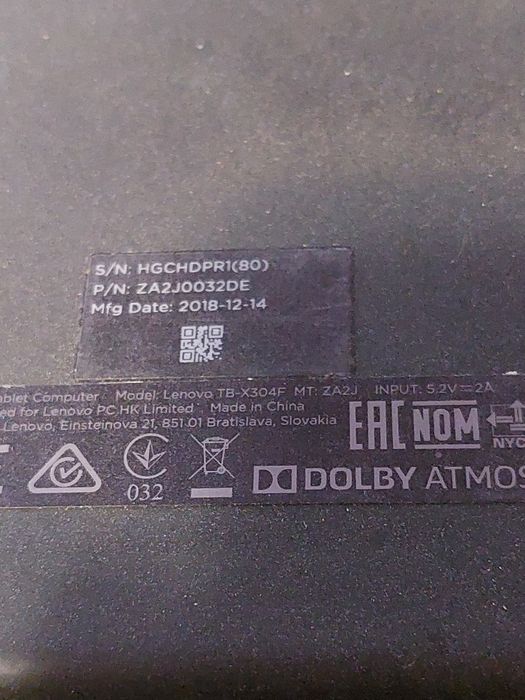 S/N: HGCHDPR1(80)
P/N: ZA2J0032DE
Mfg Date: 2018-12-14
Computer Model: Lenovo TB-X304F MT: ZA2J INPUT: 5.2V⎓2A
for Lenovo PC HK Limited Made in China
Lenovo, Einsteinova 21, 851 01 Bratislava, Slovakia
EAC NOM
NYC
032
DOLBY ATMOS